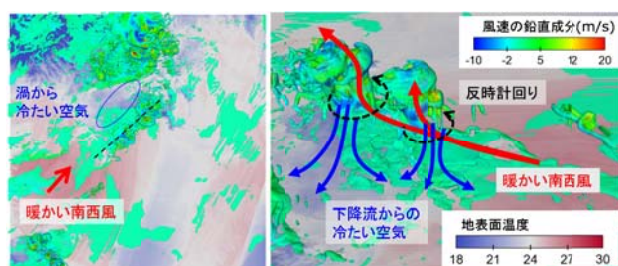 渦から
冷たい空気
暖かい南西風
風速の鉛直成分(m/s)
-10 2 12 20
反時計回り
暖かい南西風
下降流からの
冷たい空気
地表面温度
18 21 24 27 30